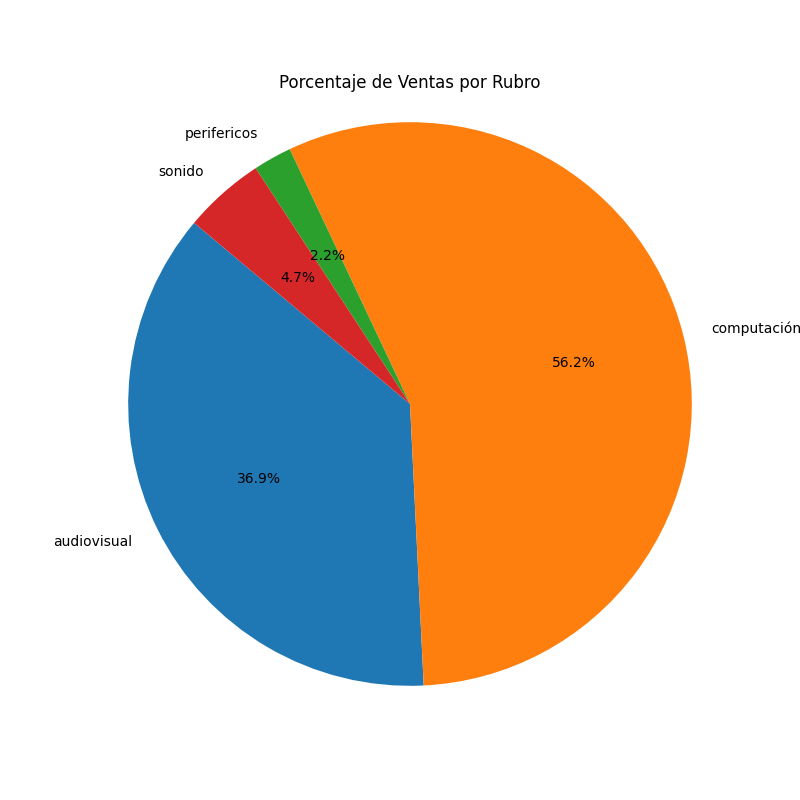 Porcentaje de Ventas por Rubro
perifericos
sonido
2.2%
4.7%
computación
56.2%
36.9%
audiovisual